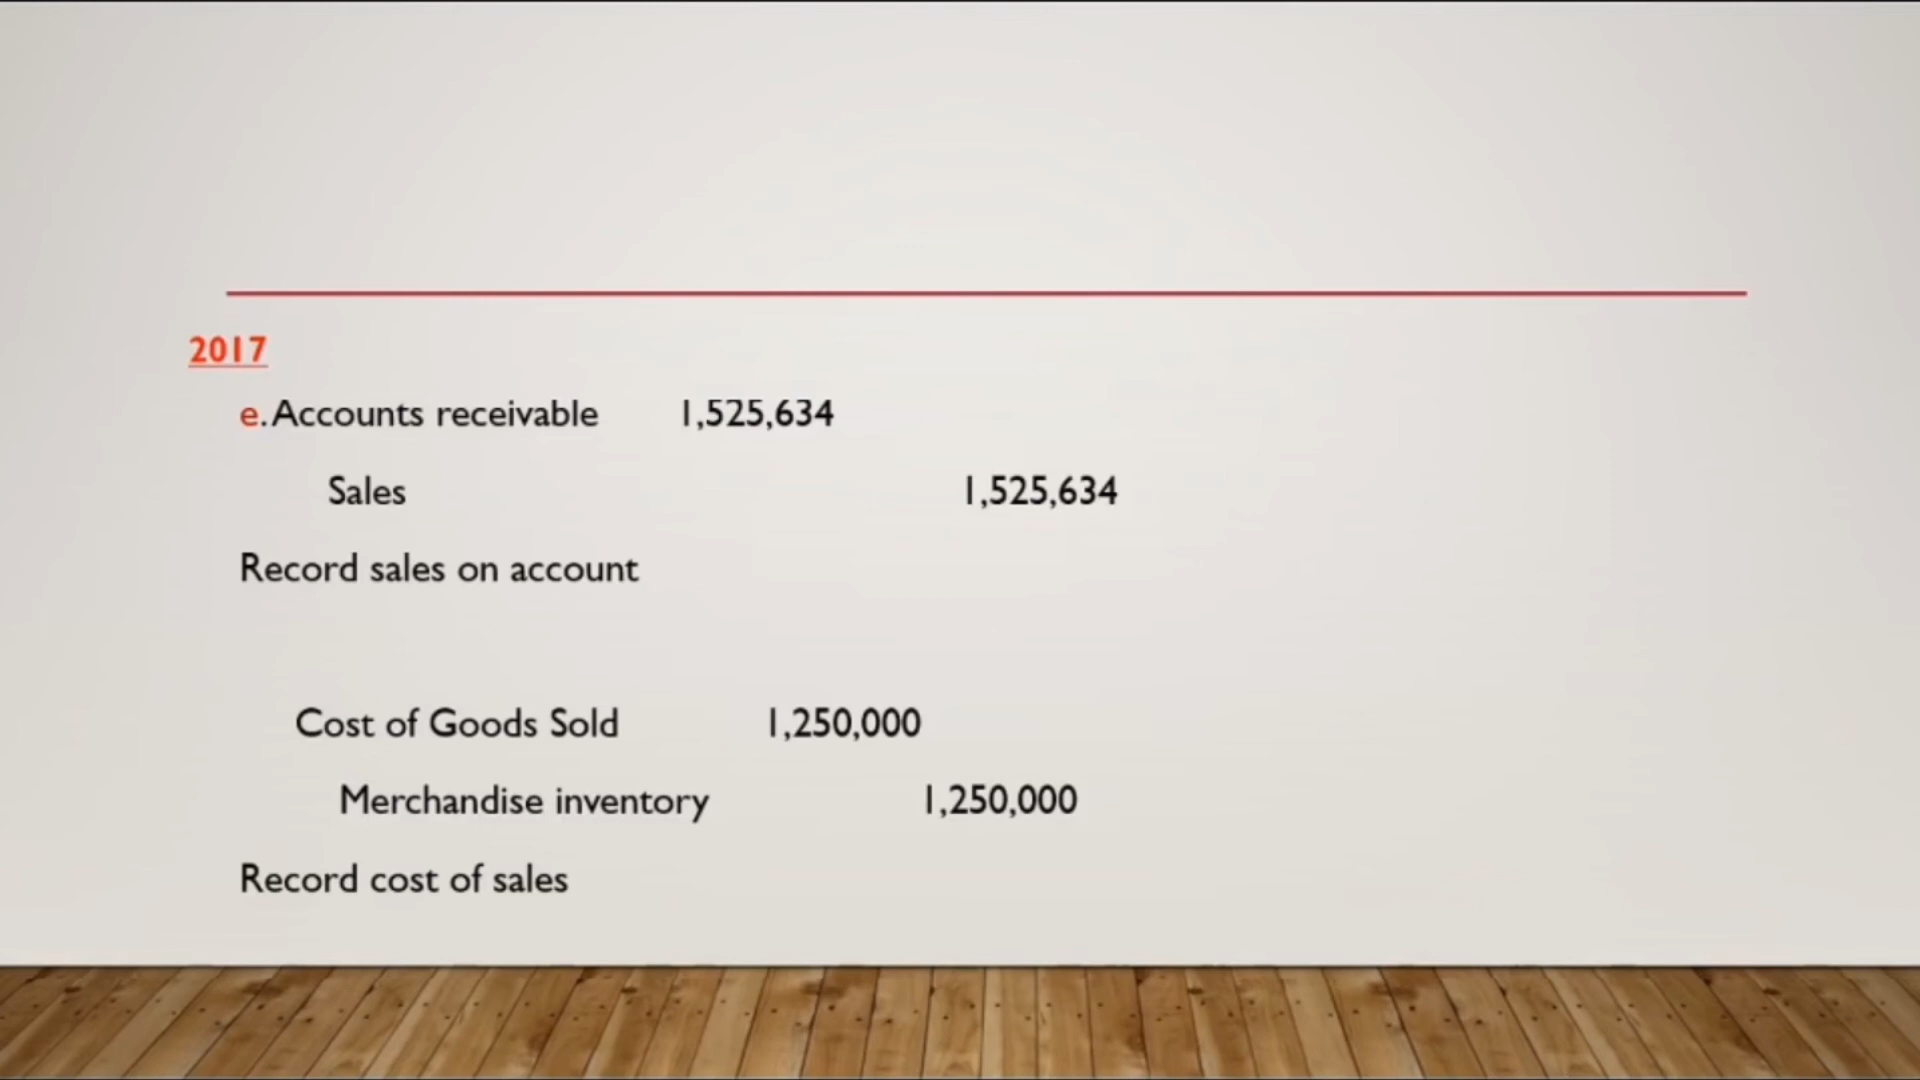 2017
e. Accounts receivable 1,525,634
Sales 1,525,634
Record sales on account
Cost of Goods Sold 1,250,000
Merchandise inventory 1,250,000
Record cost of sales